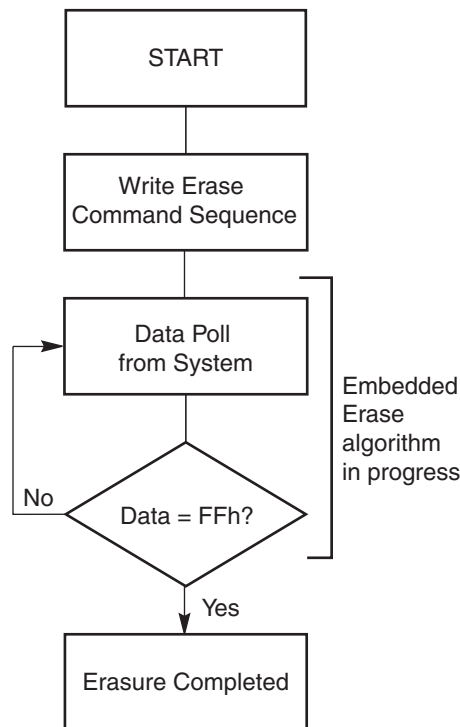 START
Write Erase
Command Sequence
Data Poll
from System
Embedded
Erase
algorithm
in progress
No
Data = FFh?
Yes
Erasure Completed